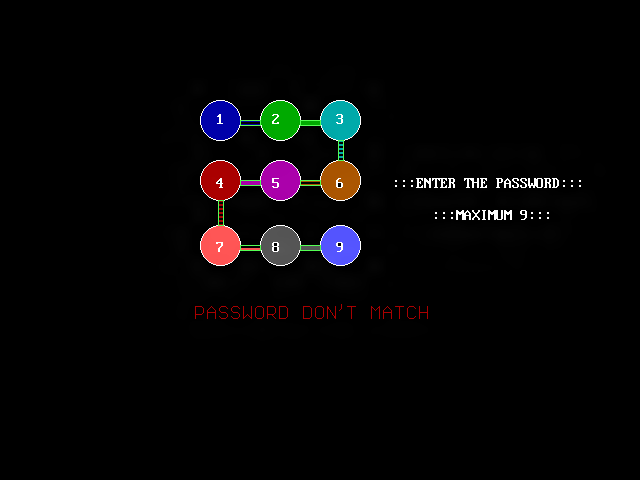 1 2 3
4 5 6
:::ENTER THE PASSWORD:::
:::MAXIMUM 9:::
7 8 9
PASSWORD DON'T MATCH